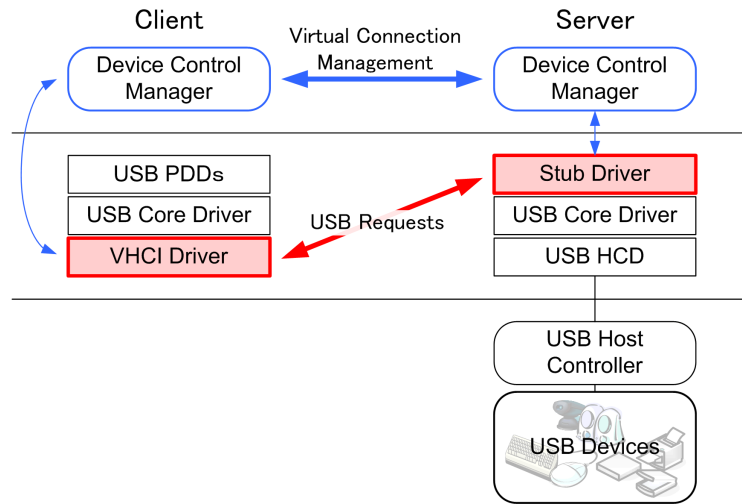 Client
Server
Virtual Connection
Management
Device Control
Manager
Device Control
Manager
USB PDDs
USB Core Driver
VHCI Driver
USB Requests
Stub Driver
USB Core Driver
USB HCD
USB Host
Controller
USB Devices